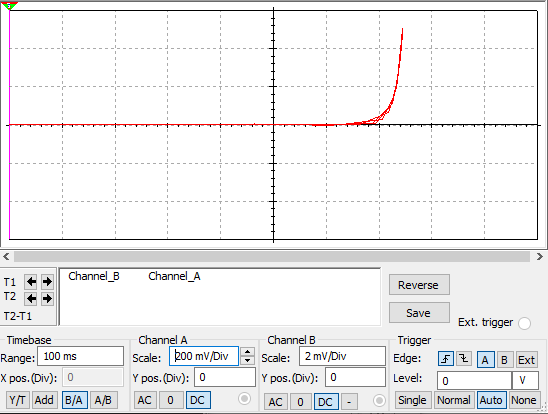 T1
T2
T2-T1
Channel_B Channel_A
Reverse
Save
Ext. trigger
Timebase
Range: 100 ms
X pos.(Div): 0
Y/T Add B/A A/B
Channel A
Scale: 200 mV/Div
Y pos.(Div): 0
AC 0 DC
Channel B
Scale: 2 mV/Div
Y pos.(Div): 0
AC 0 DC -
Trigger
Edge: A B Ext
Level: 0 V
Single Normal Auto None